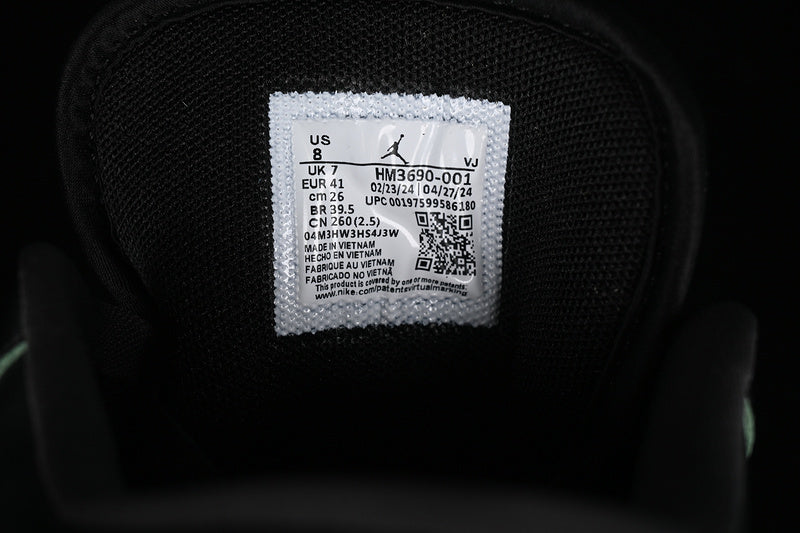 US
8
VJ
UK 7
HM3690-001
EUR 41
02/23/24 | 04/27/24
cm 26
UPC 00197599586180
BR 39.5
CN 260(2.5)
04M3HW3HS4J3W
MADE IN VIETNAM
HECHO EN VIETNAM
FABRIQUE AU VIETNAM
FABRICADO NO VIETNÃ
This product is covered by one or more patents.
www.nike.com/patentsvirtualmarking